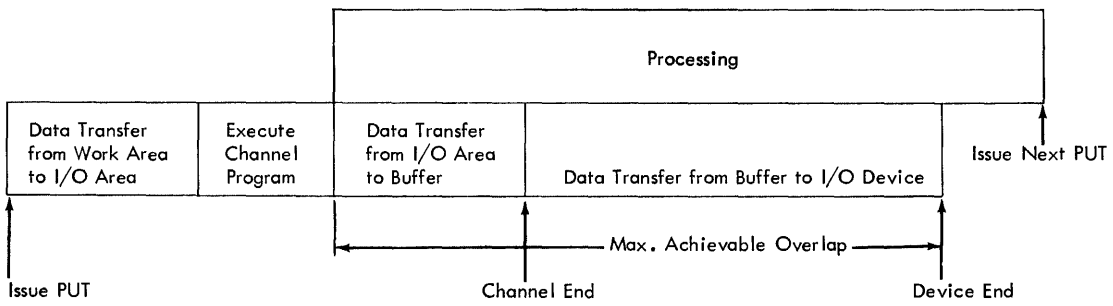 Processing
Data Transfer
from Work Area
to I/O Area
Execute
Channel
Program
Data Transfer
from I/O Area
to Buffer
Data Transfer from Buffer to I/O Device
Issue Next PUT
Max. Achievable Overlap
Issue PUT
Channel End
Device End